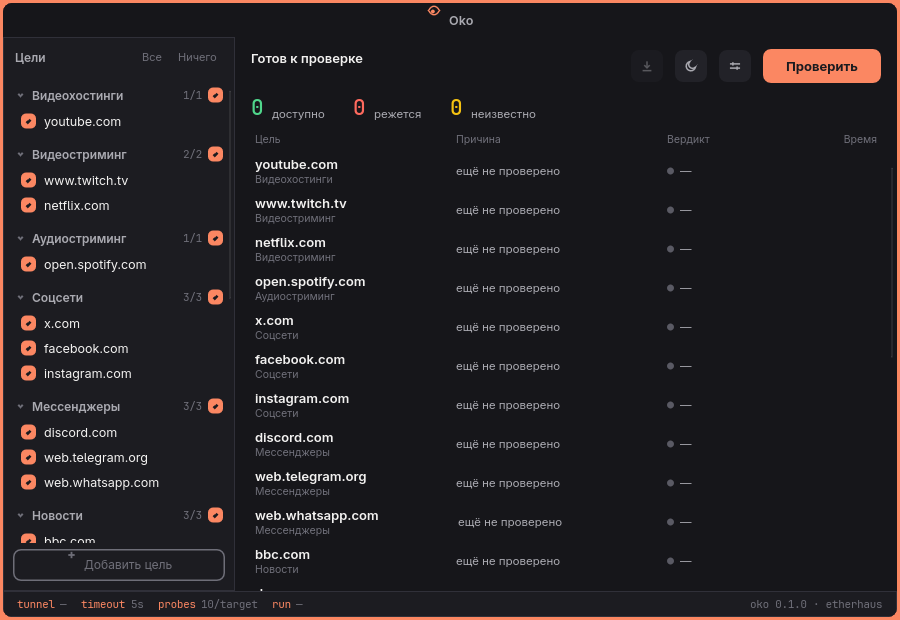 Oko
Цели
Все
Ничего
Видеохостинги 1/1
youtube.com
Видеостриминг 2/2
www.twitch.tv
netflix.com
Аудиостриминг 1/1
open.spotify.com
Соцсети 3/3
x.com
facebook.com
instagram.com
Мессенджеры 3/3
discord.com
web.telegram.org
web.whatsapp.com
Новости 3/3
bbc.com
+ Добавить цель
Готов к проверке
Проверить
0 доступно 0 режется 0 неизвестно
Цель Причина Вердикт Время
youtube.com
Видеохостинги
ещё не проверено —
www.twitch.tv
Видеостриминг
ещё не проверено —
netflix.com
Видеостриминг
ещё не проверено —
open.spotify.com
Аудиостриминг
ещё не проверено —
x.com
Соцсети
ещё не проверено —
facebook.com
Соцсети
ещё не проверено —
instagram.com
Соцсети
ещё не проверено —
discord.com
Мессенджеры
ещё не проверено —
web.telegram.org
Мессенджеры
ещё не проверено —
web.whatsapp.com
Мессенджеры
ещё не проверено —
bbc.com
Новости
ещё не проверено —
tunnel — timeout 5s probes 10/target run —
oko 0.1.0 · etherhaus